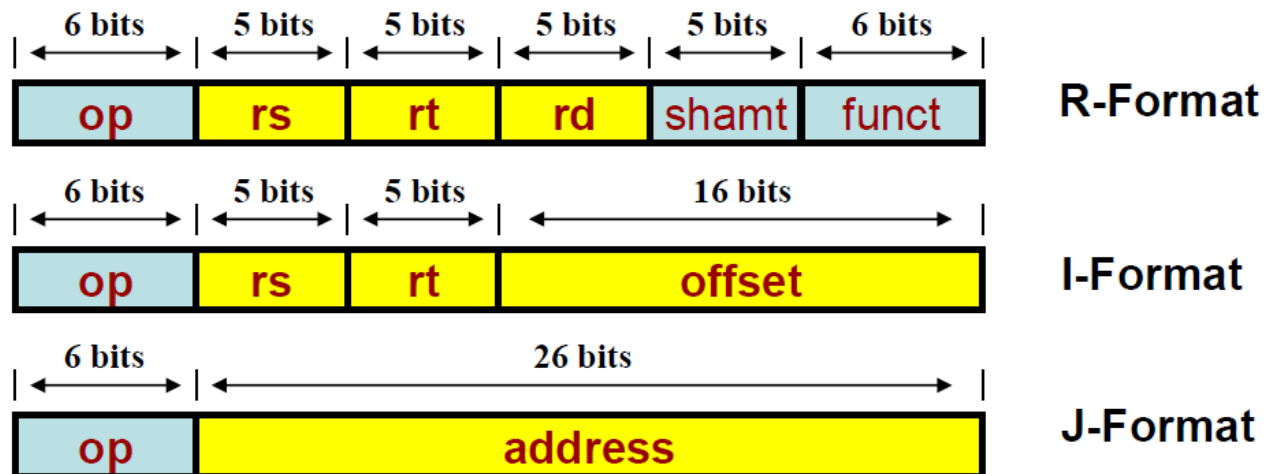 6 bits 5 bits 5 bits 5 bits 5 bits 6 bits
op rs rt rd shamt funct R-Format
6 bits 5 bits 5 bits 16 bits
op rs rt offset I-Format
6 bits 26 bits
op address J-Format